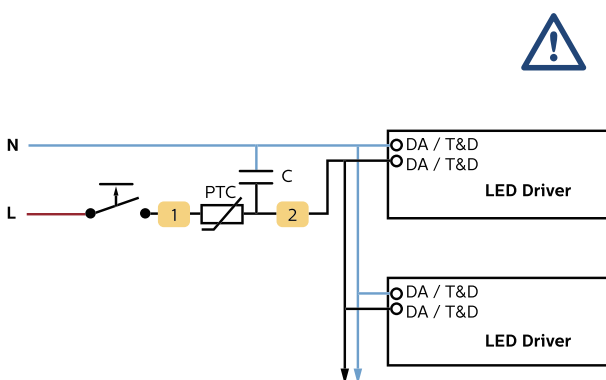 N
DA / T&D
DA / T&D
LED Driver
C
PTC
L
1
2
DA / T&D
DA / T&D
LED Driver